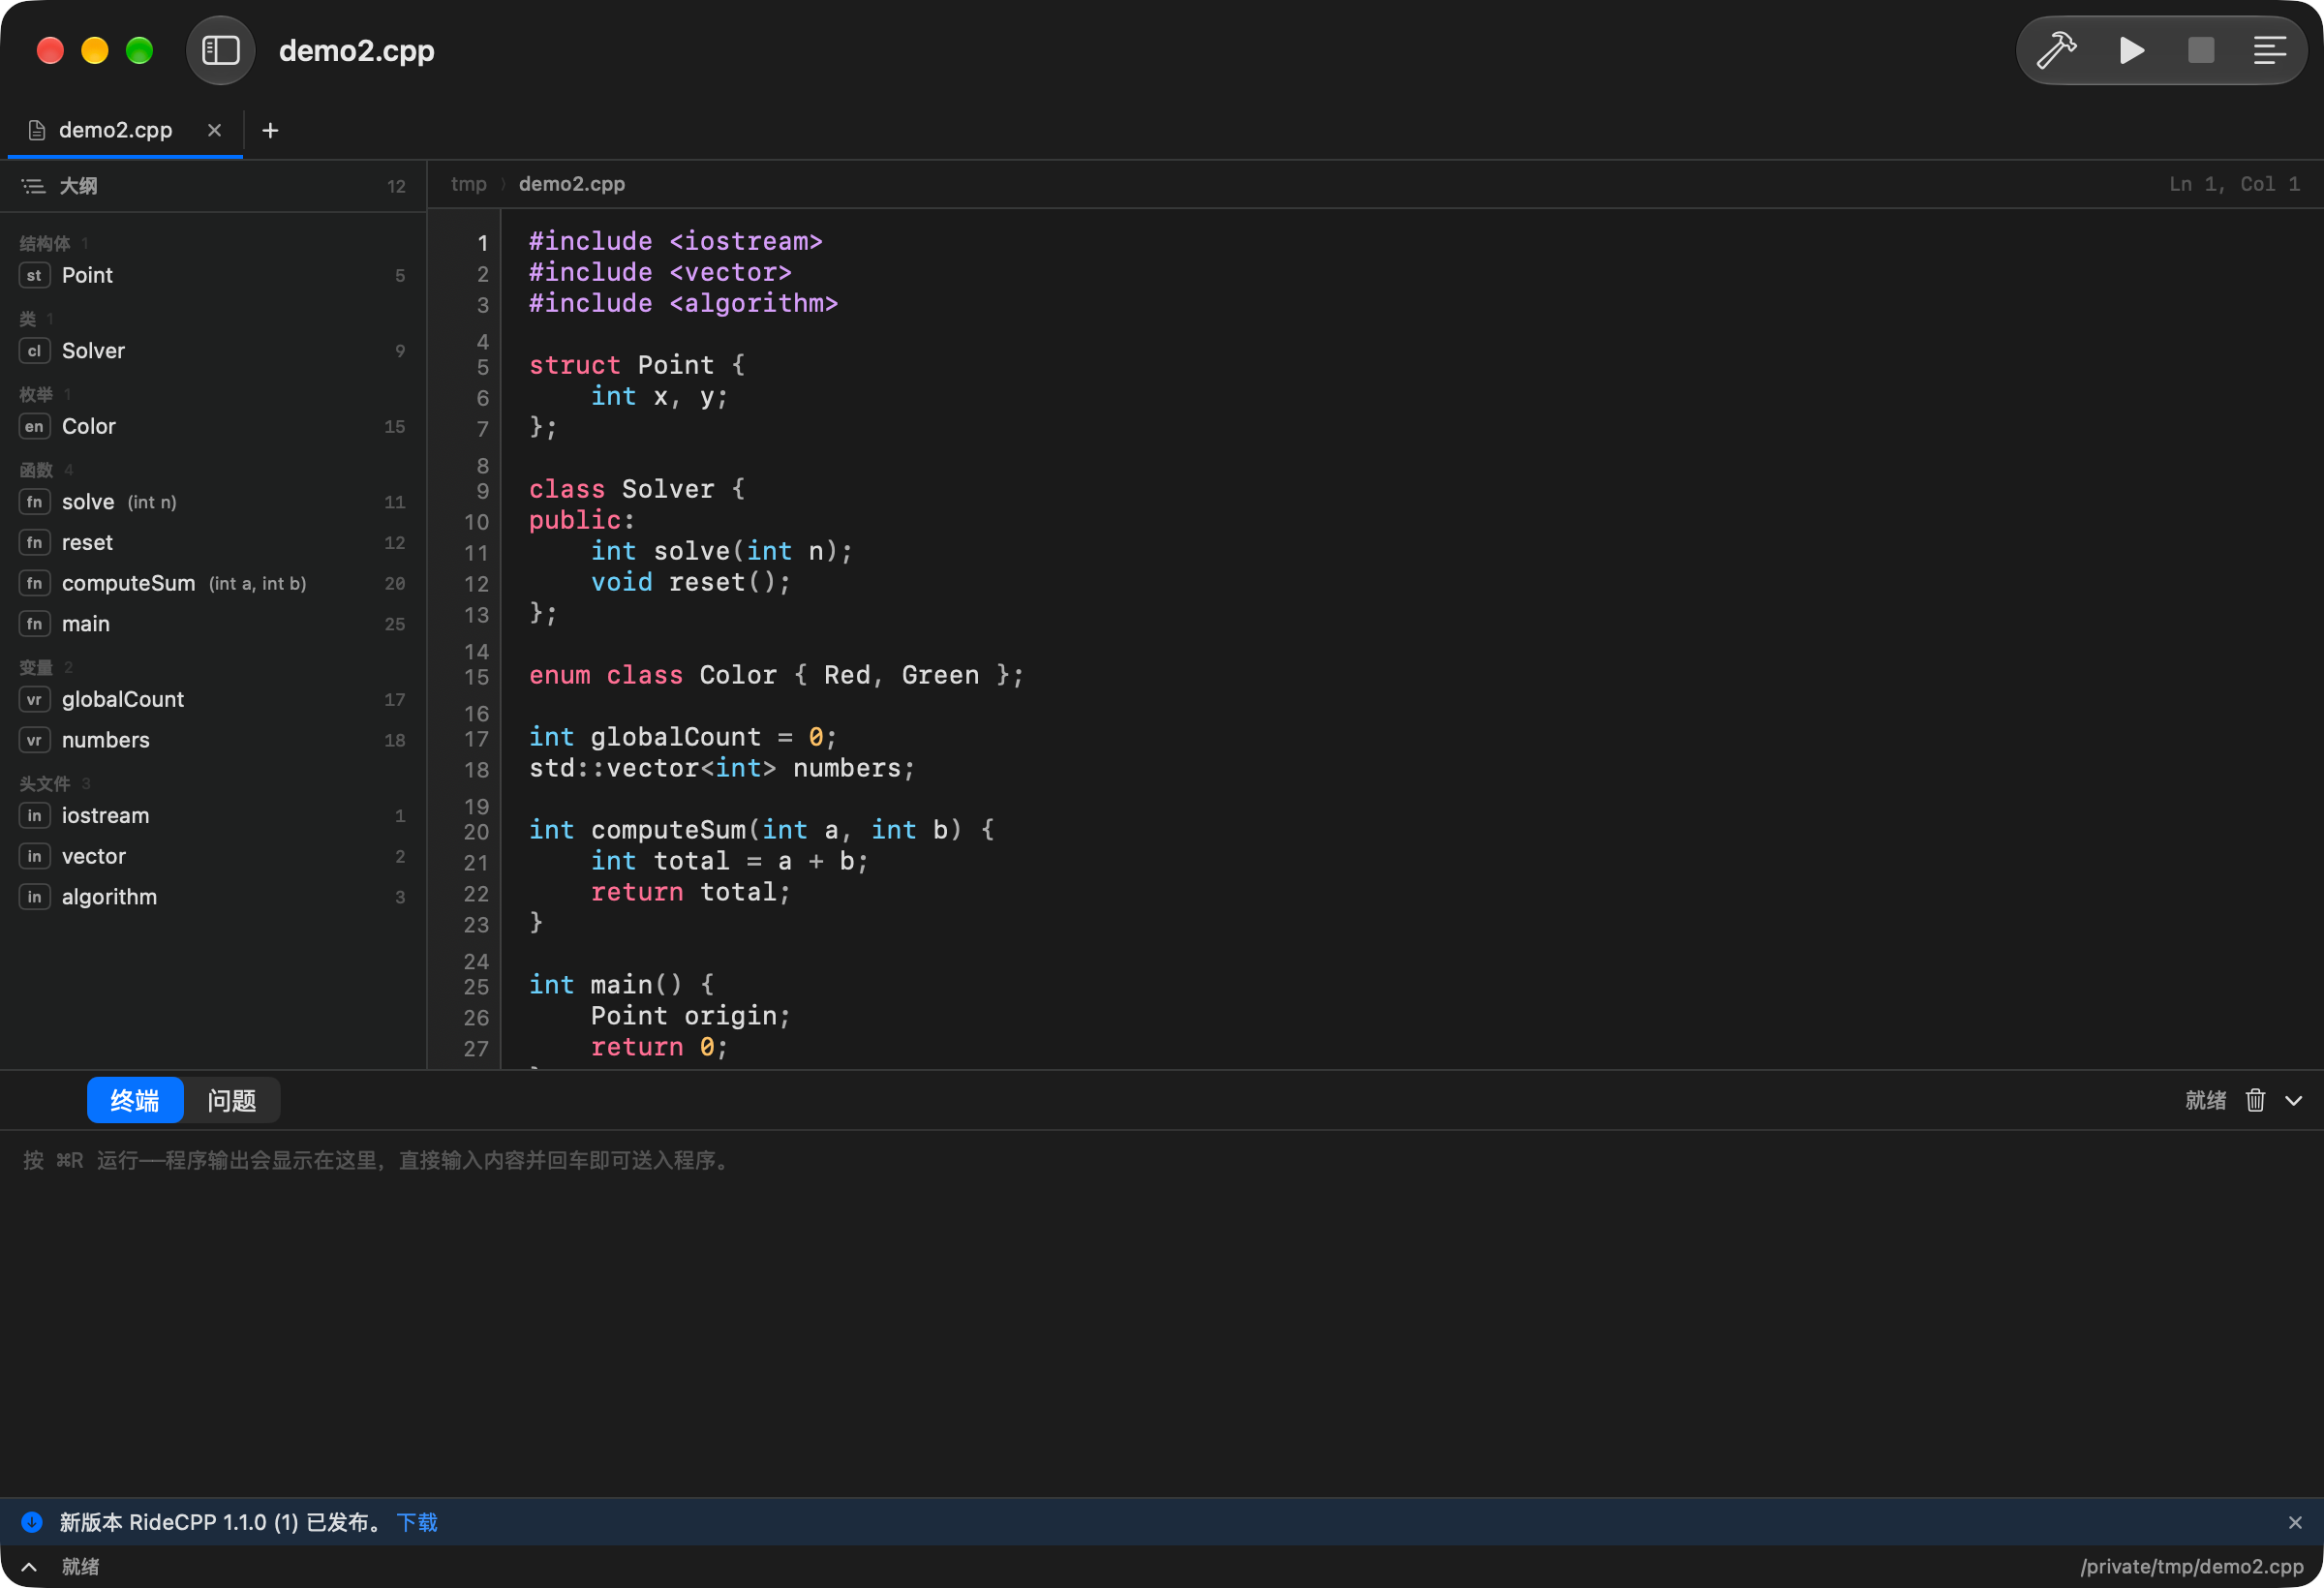 demo2.cpp
demo2.cpp
大纲 12
tmp 〉 demo2.cpp
Ln 1, Col 1
结构体 1
st Point 5
类 1
cl Solver 9
枚举 1
en Color 15
函数 4
fn solve (int n) 11
fn reset 12
fn computeSum (int a, int b) 20
fn main 25
变量 2
vr globalCount 17
vr numbers 18
头文件 3
in iostream 1
in vector 2
in algorithm 3
1 #include <iostream>
2 #include <vector>
3 #include <algorithm>
4
5 struct Point {
6     int x, y;
7 };
8
9 class Solver {
10 public:
11     int solve(int n);
12     void reset();
13 };
14
15 enum class Color { Red, Green };
16
17 int globalCount = 0;
18 std::vector<int> numbers;
19
20 int computeSum(int a, int b) {
21     int total = a + b;
22     return total;
23 }
24
25 int main() {
26     Point origin;
27     return 0;
终端 问题
就绪
按 ⌘R 运行——程序输出会显示在这里，直接输入内容并回车即可送入程序。
新版本 RideCPP 1.1.0 (1) 已发布。 下载
就绪
/private/tmp/demo2.cpp